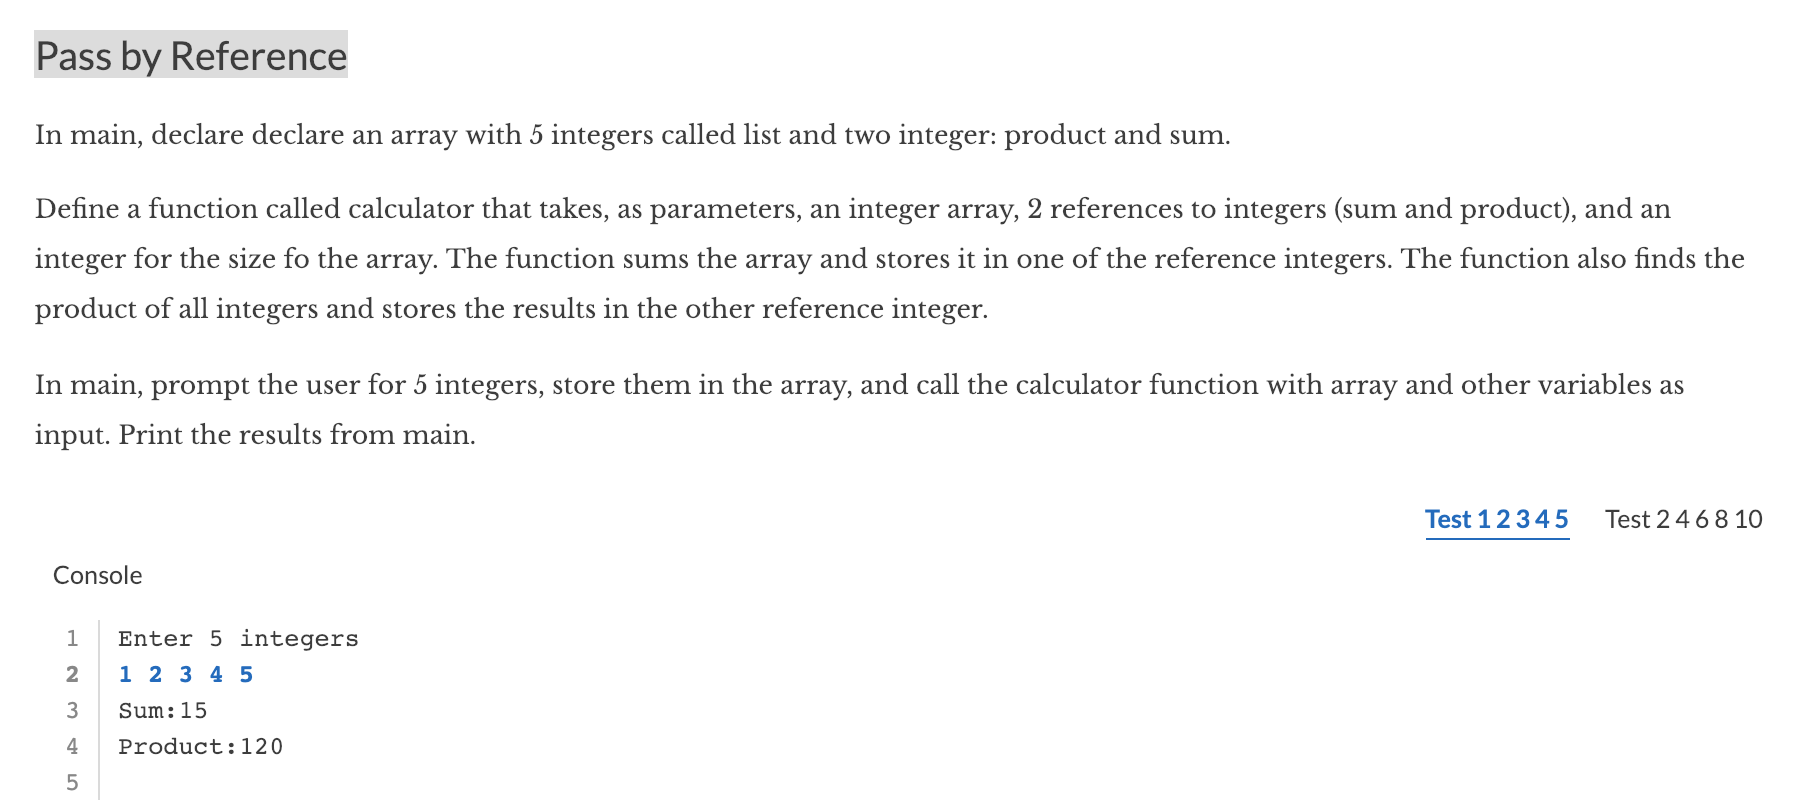 Pass by Reference
In main, declare declare an array with 5 integers called list and two integer: product and sum.
Define a function called calculator that takes, as parameters, an integer array, 2 references to integers (sum and product), and an
integer for the size fo the array. The function sums the array and stores it in one of the reference integers. The function also finds the
product of all integers and stores the results in the other reference integer.
In main, prompt the user for 5 integers, store them in the array, and call the calculator function with array and other variables as
input. Print the results from main.
Test 1 2 3 4 5 Test 2 4 6 8 10
Console
1 Enter 5 integers
2 1 2 3 4 5
3 Sum:15
4 Product:120
5